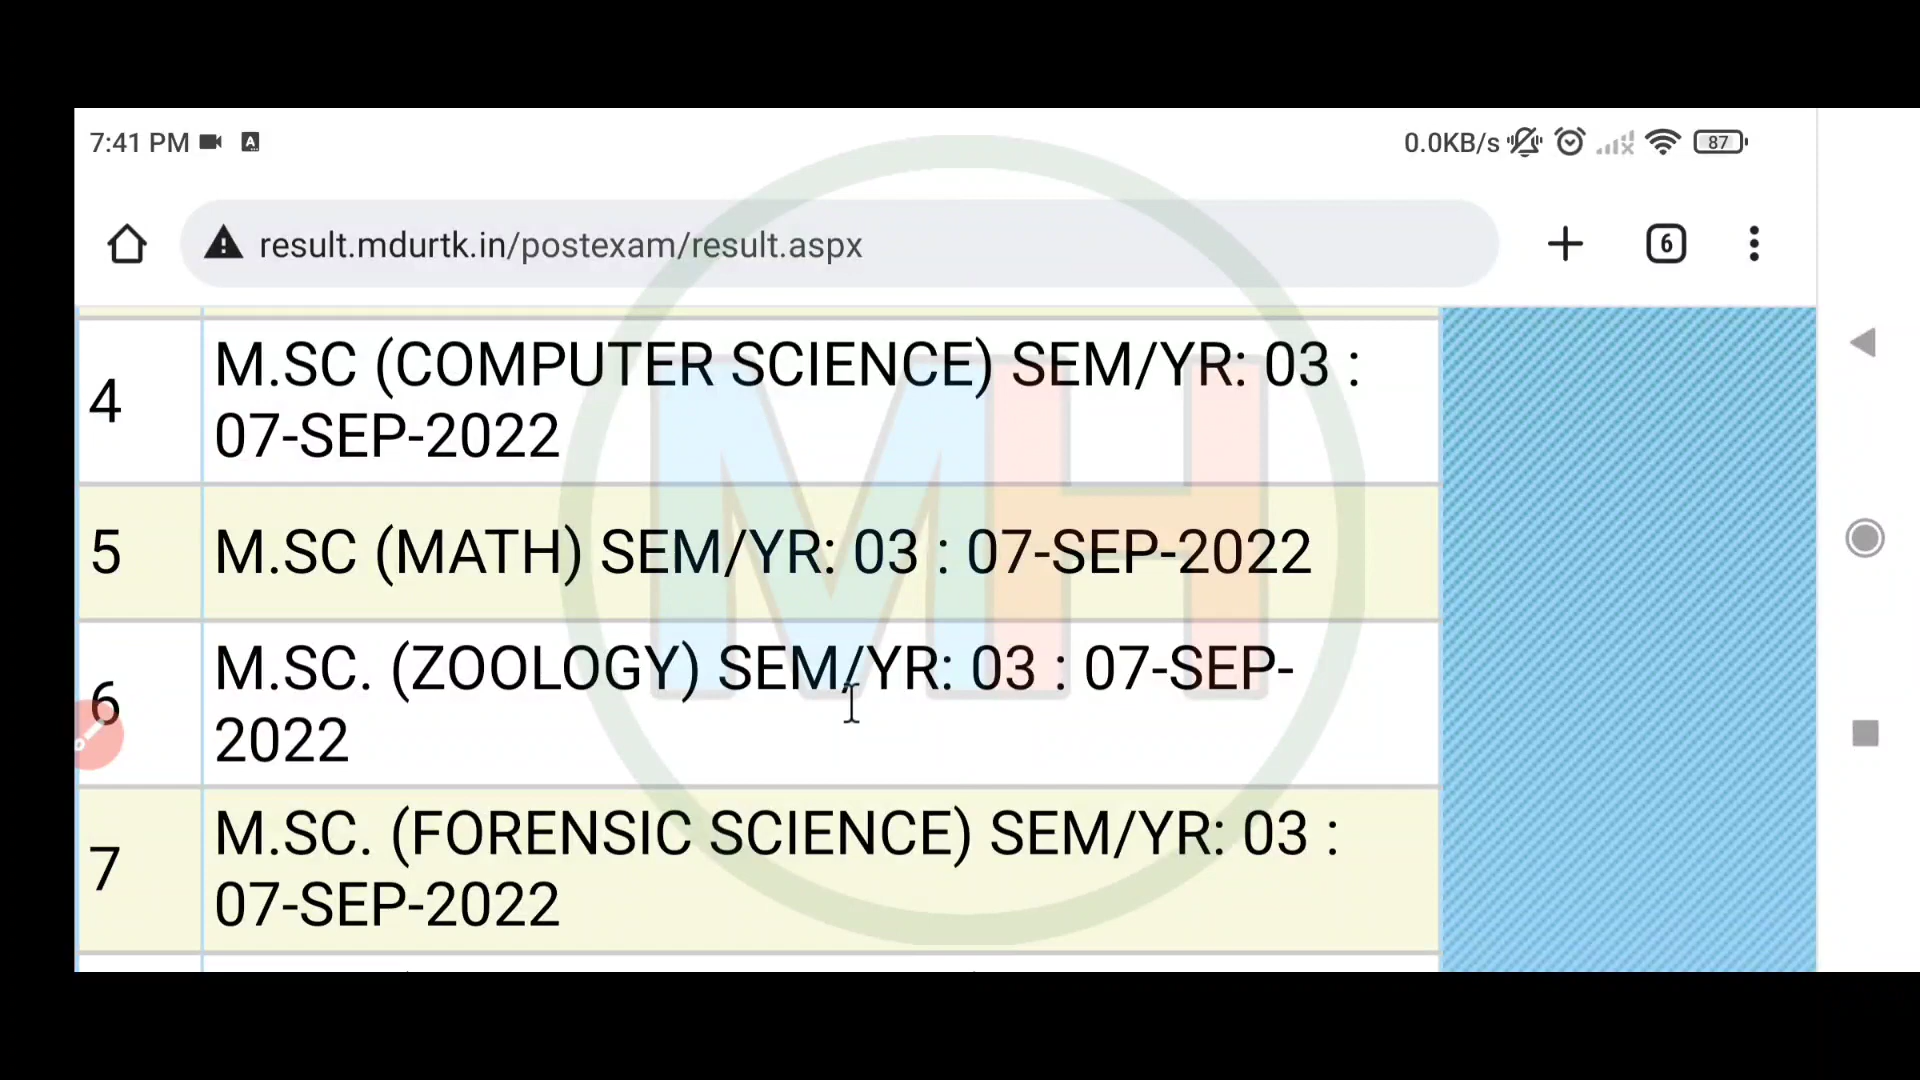 7:41 PM A 0.0KB/s 87
result.mdurtk.in/postexam/result.aspx 6
4 M.SC (COMPUTER SCIENCE) SEM/YR: 03 :
07-SEP-2022
5 M.SC (MATH) SEM/YR: 03 : 07-SEP-2022
6 M.SC. (ZOOLOGY) SEM/YR: 03 : 07-SEP-
2022
7 M.SC. (FORENSIC SCIENCE) SEM/YR: 03 :
07-SEP-2022
MH